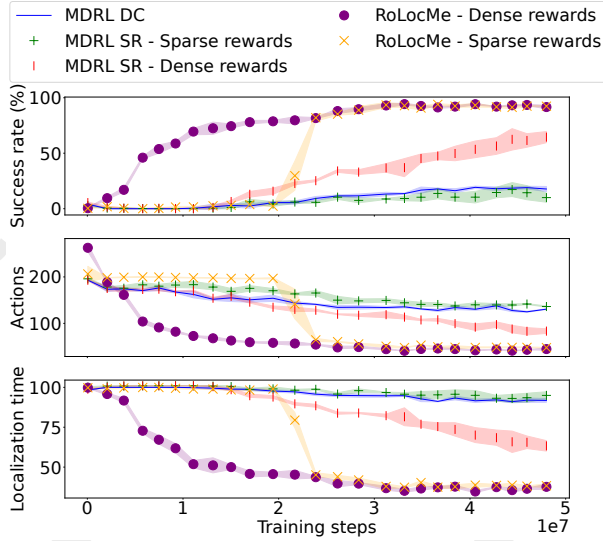 MDRL DC
MDRL SR - Sparse rewards
MDRL SR - Dense rewards
RoLocMe - Dense rewards
RoLocMe - Sparse rewards
Success rate (%)
100
50
0
Actions
200
100
Localization time
100
75
50
0 1 2 3 4 5
Training steps
1e7